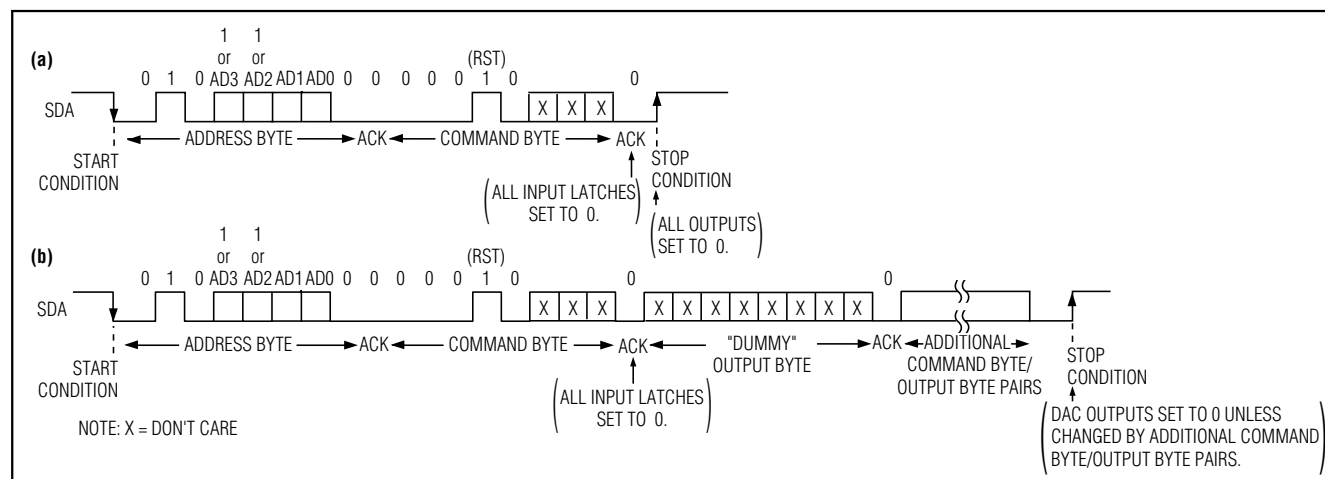 (a)
1 1
or or (RST)
0 1 0 AD3 AD2 AD1 AD0 0 0 0 0 0 1 0 0
SDA X X X
ADDRESS BYTE ACK COMMAND BYTE ACK
START
CONDITION
STOP
CONDITION
(ALL INPUT LATCHES
SET TO 0.)
(ALL OUTPUTS
SET TO 0.)
(b)
1 1
or or (RST)
0 1 0 AD3 AD2 AD1 AD0 0 0 0 0 0 1 0 0 0
SDA X X X X X X X X X X X
ADDRESS BYTE ACK COMMAND BYTE ACK "DUMMY"
OUTPUT BYTE ACK ADDITIONAL
COMMAND BYTE/
OUTPUT BYTE PAIRS
START
CONDITION
STOP
CONDITION
(ALL INPUT LATCHES
SET TO 0.)
NOTE: X = DON'T CARE
(DAC OUTPUTS SET TO 0 UNLESS
CHANGED BY ADDITIONAL COMMAND
BYTE/OUTPUT BYTE PAIRS.)